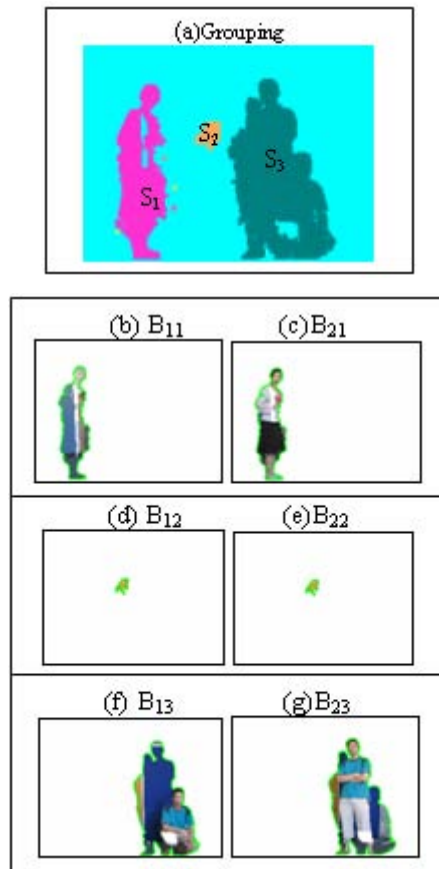 (a)Grouping
S₂
S₃
S₁
(b) B₁₁ (c) B₂₁
(d) B₁₂ (e)B₂₂
(f) B₁₃ (g)B₂₃